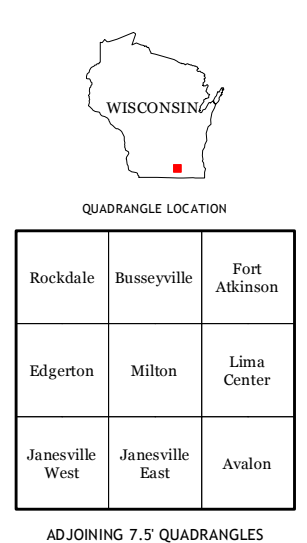 WISCONSIN
QUADRANGLE LOCATION
Rockdale
Busseyville
Fort
Atkinson
Edgerton
Milton
Lima
Center
Janesville
West
Janesville
East
Avalon
ADJOINING 7.5' QUADRANGLES